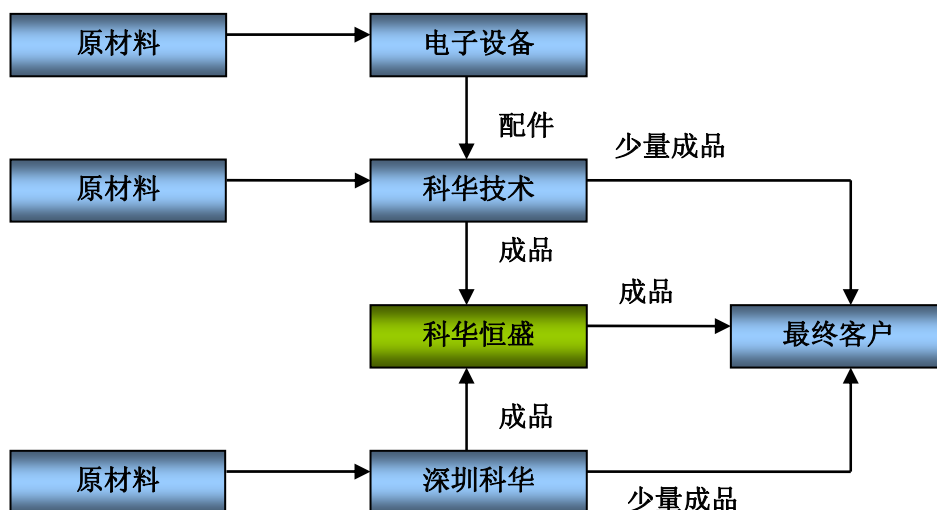 原材料
电子设备
配件
少量成品
原材料
科华技术
成品
成品
科华恒盛
最终客户
成品
原材料
深圳科华
少量成品